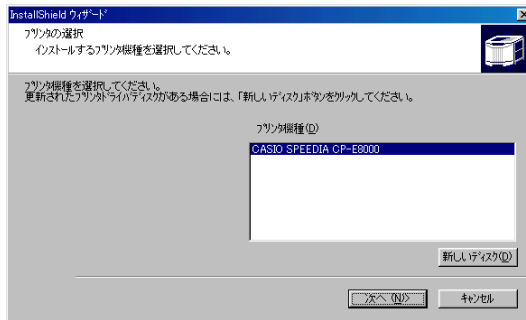 InstallShield ウィザード
プリンタの選択
インストールするプリンタ機種を選択してください。
プリンタ機種を選択してください。
更新されたプリンタドライバディスクがある場合には、「新しいディスク」ボタンをクリックしてください。
プリンタ機種(D)
CASIO SPEEDIA CP-E8000
新しいディスク(D)
次へ (N)>
キャンセル